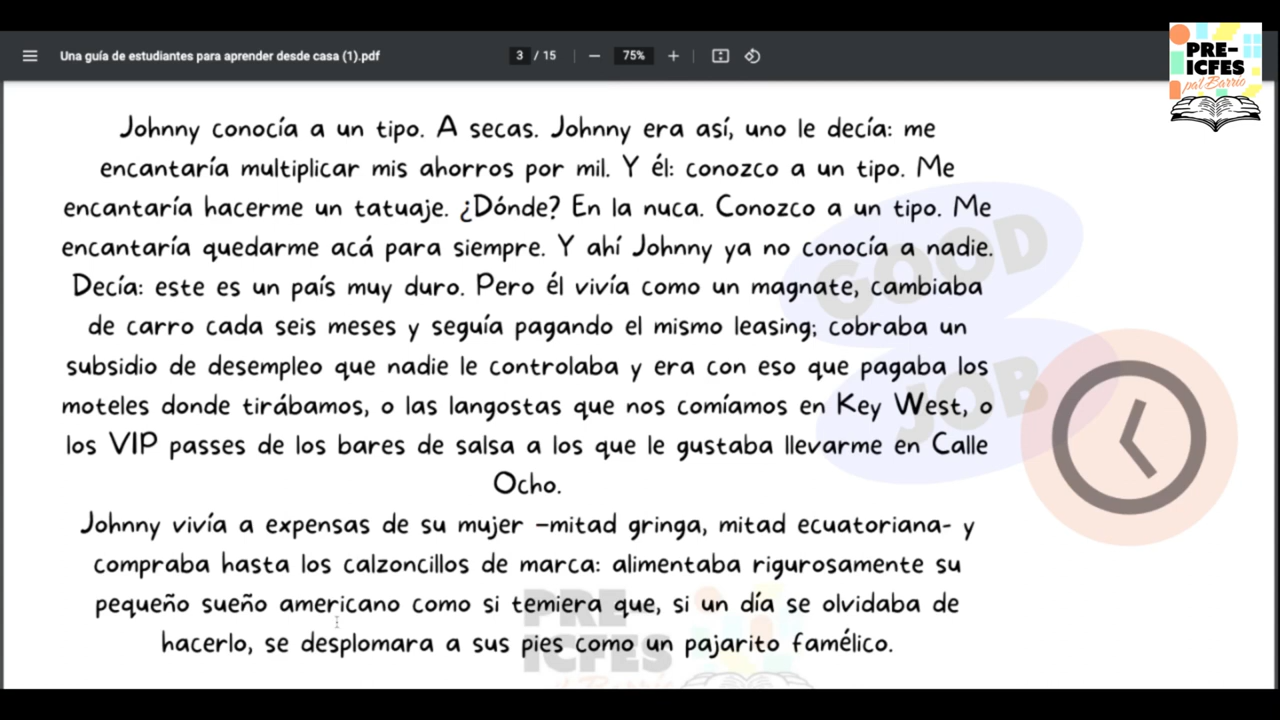 Una guía de estudiantes para aprender desde casa (1).pdf
3 / 15
75%
PRE-
ICFES
pa'l Barrio
Johnny conocía a un tipo. A secas. Johnny era así, uno le decía: me
encantaría multiplicar mis ahorros por mil. Y él: conozco a un tipo. Me
encantaría hacerme un tatuaje. ¿Dónde? En la nuca. Conozco a un tipo. Me
encantaría quedarme acá para siempre. Y ahí Johnny ya no conocía a nadie.
Decía: este es un país muy duro. Pero él vivía como un magnate, cambiaba
de carro cada seis meses y seguía pagando el mismo leasing; cobraba un
subsidio de desempleo que nadie le controlaba y era con eso que pagaba los
moteles donde tirábamos, o las langostas que nos comíamos en Key West, o
los VIP passes de los bares de salsa a los que le gustaba llevarme en Calle
Ocho.
Johnny vivía a expensas de su mujer –mitad gringa, mitad ecuatoriana- y
compraba hasta los calzoncillos de marca: alimentaba rigurosamente su
pequeño sueño americano como si temiera que, si un día se olvidaba de
hacerlo, se desplomara a sus pies como un pajarito famélico.
GOOD
JOB
PRE-
ICFES
pa'l Barrio